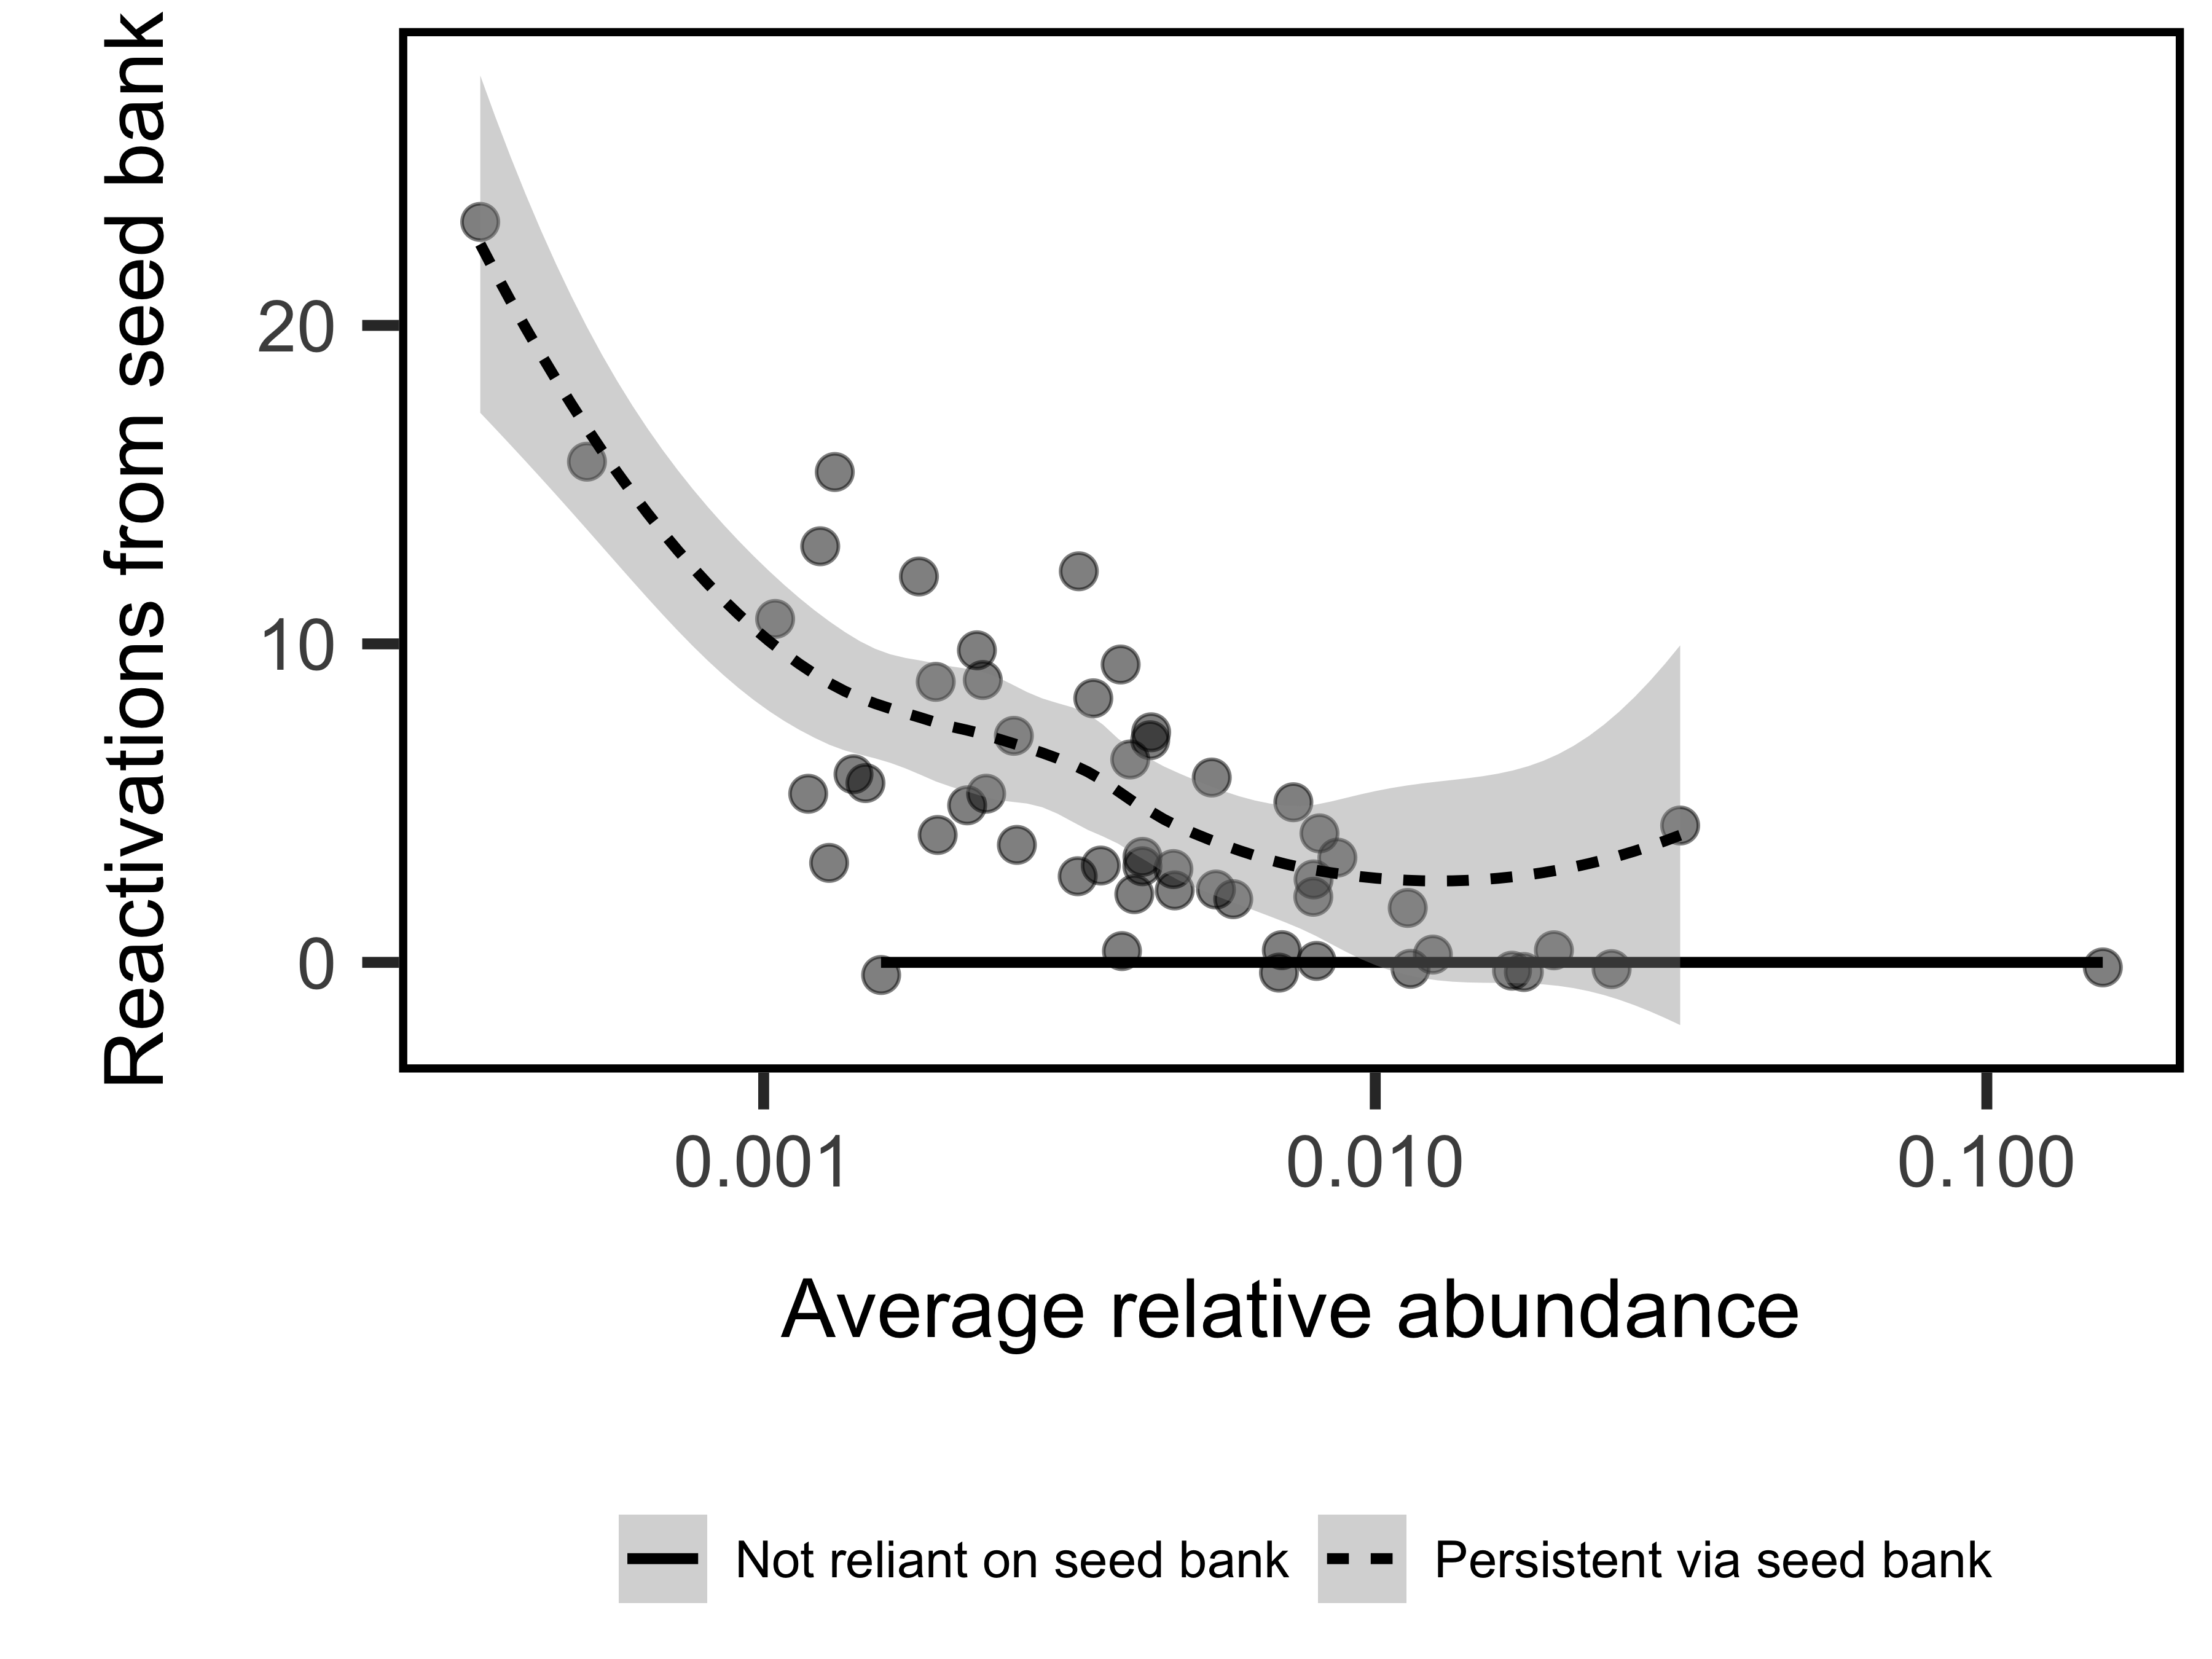 Reactivations from seed bank
20
10
0
0.001 0.010 0.100
Average relative abundance
Not reliant on seed bank Persistent via seed bank